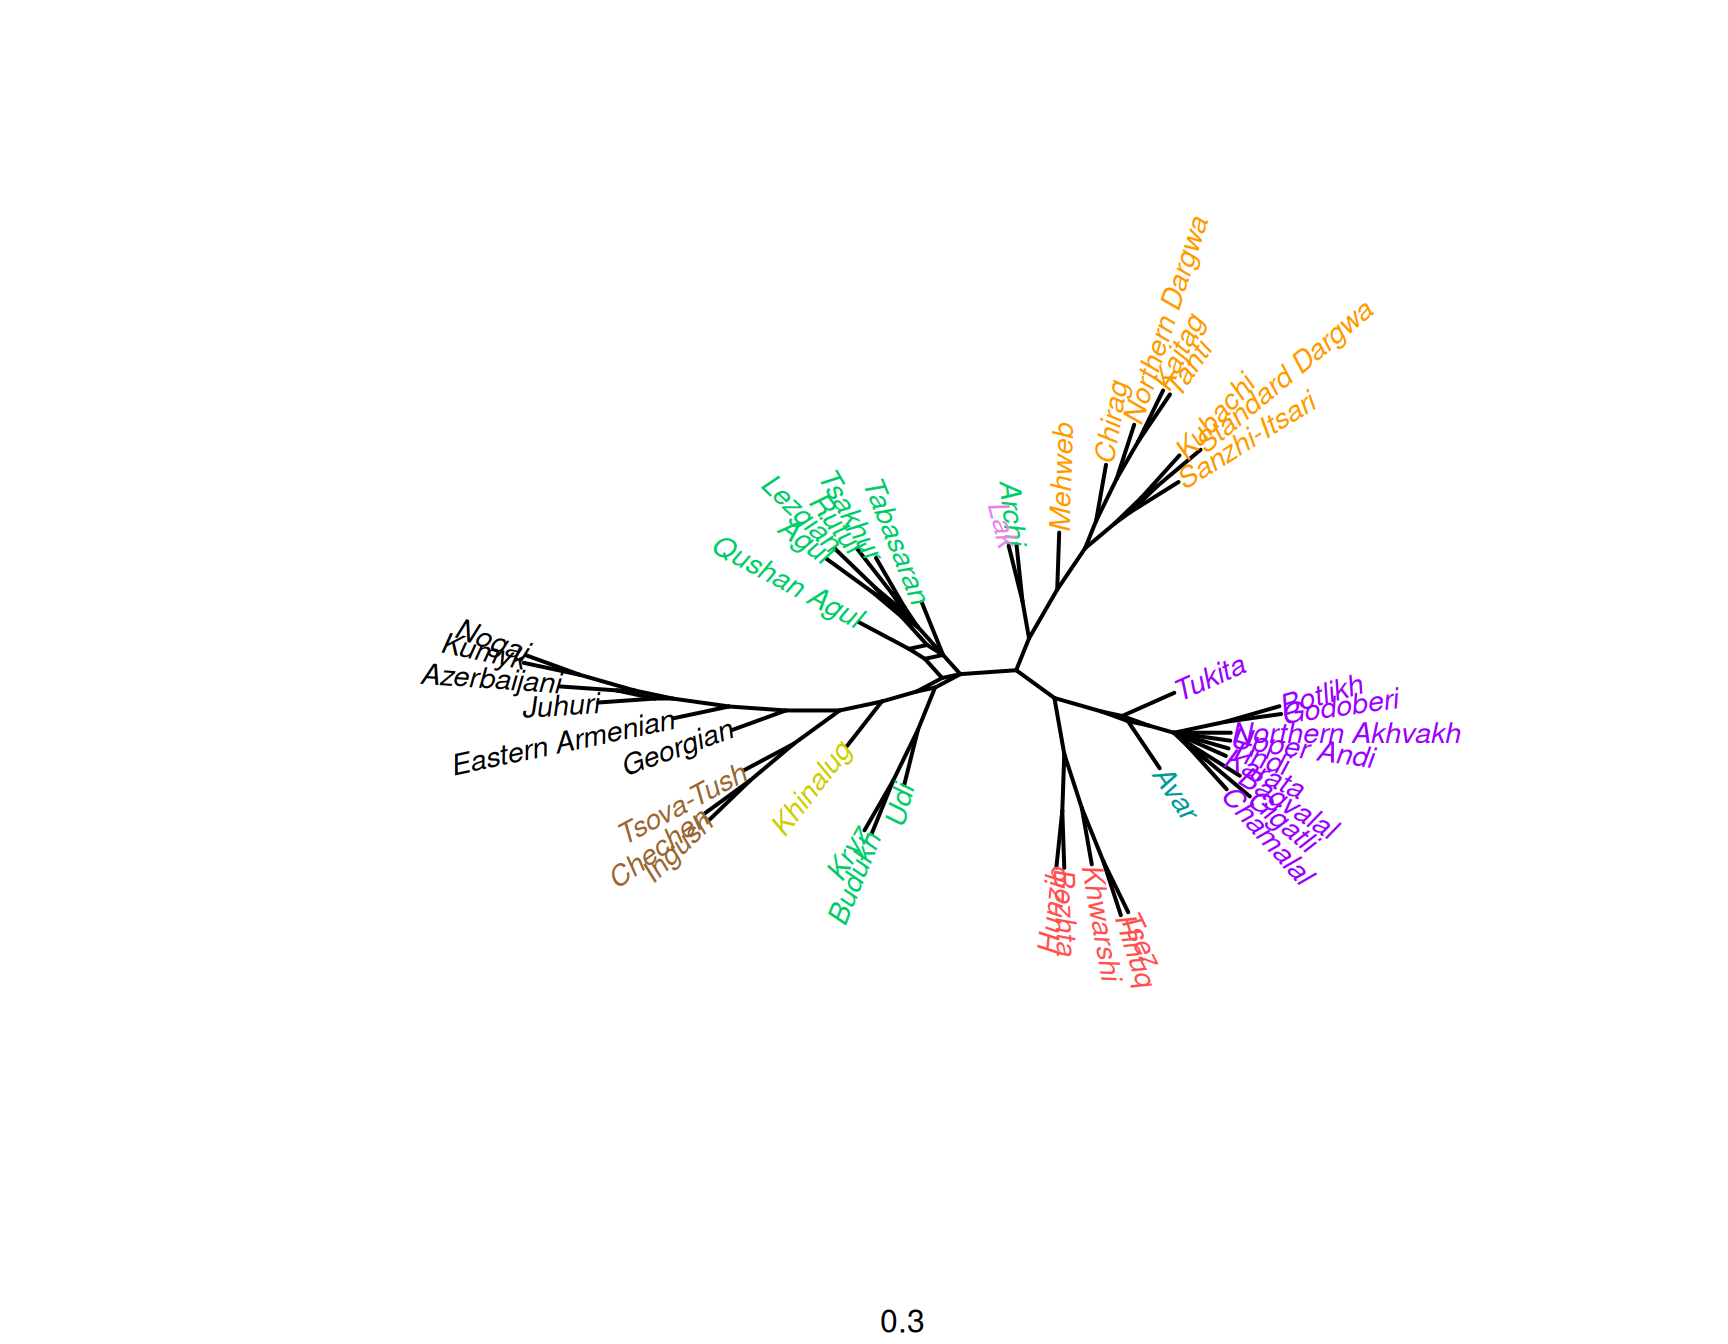 Northern Dargwa
Kaitag
Tanti
Chirag
Kubachi
Standard Dargwa
Sanzhi-Itsari
Mehweb
Archi
Lak
Tabasaran
Tsakhur
Rutul
Lezgian
Agul
Qushan Agul
Nogai
Kumyk
Azerbaijani
Juhuri
Eastern Armenian
Georgian
Tsova-Tush
Chechen
Ingush
Khinalug
Kryz
Budukh
Udi
Tukita
Botlikh
Godoberi
Northern Akhvakh
Upper Andi
Tindi
Karata
Bagvalal
Chamalal
Avar
Hunzib
Bezhta
Khwarshi
Tsez
Hinuq
0.3